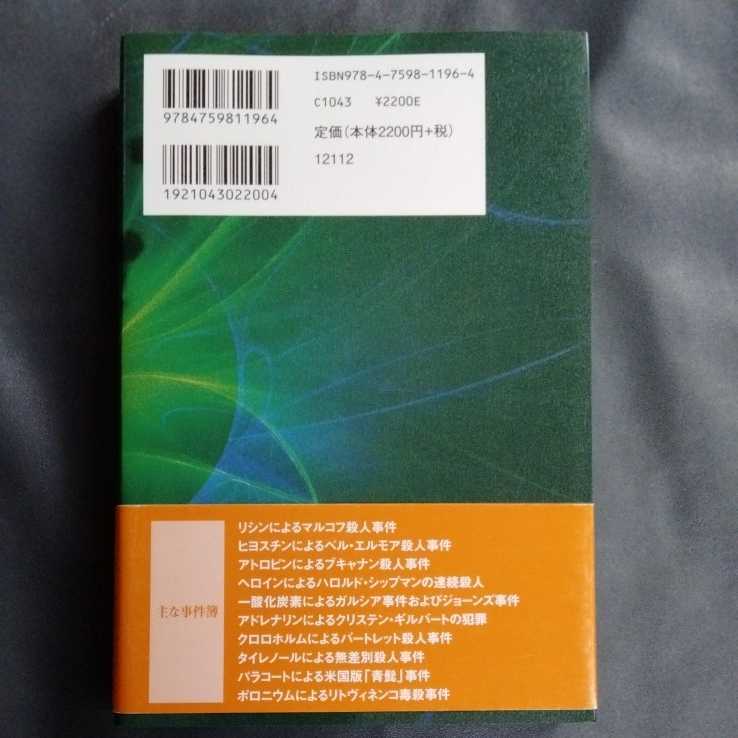 ISBN978-4-7598-1196-4
9784759811964
C1043 ¥2200E
定価(本体2200円+税)
12112
1921043022004
主な事件簿
リシンによるマルコフ殺人事件
ヒヨスチンによるベル・エルモア殺人事件
アトロピンによるブキャナン殺人事件
ヘロインによるハロルド・シップマンの連続殺人
一酸化炭素によるガルシア事件およびジョーンズ事件
アドレナリンによるクリステン・ギルバートの犯罪
クロロホルムによるバートレット殺人事件
タイレノールによる無差別殺人事件
パラコートによる米国版「青髭」事件
ポロニウムによるリトヴィネンコ毒殺事件